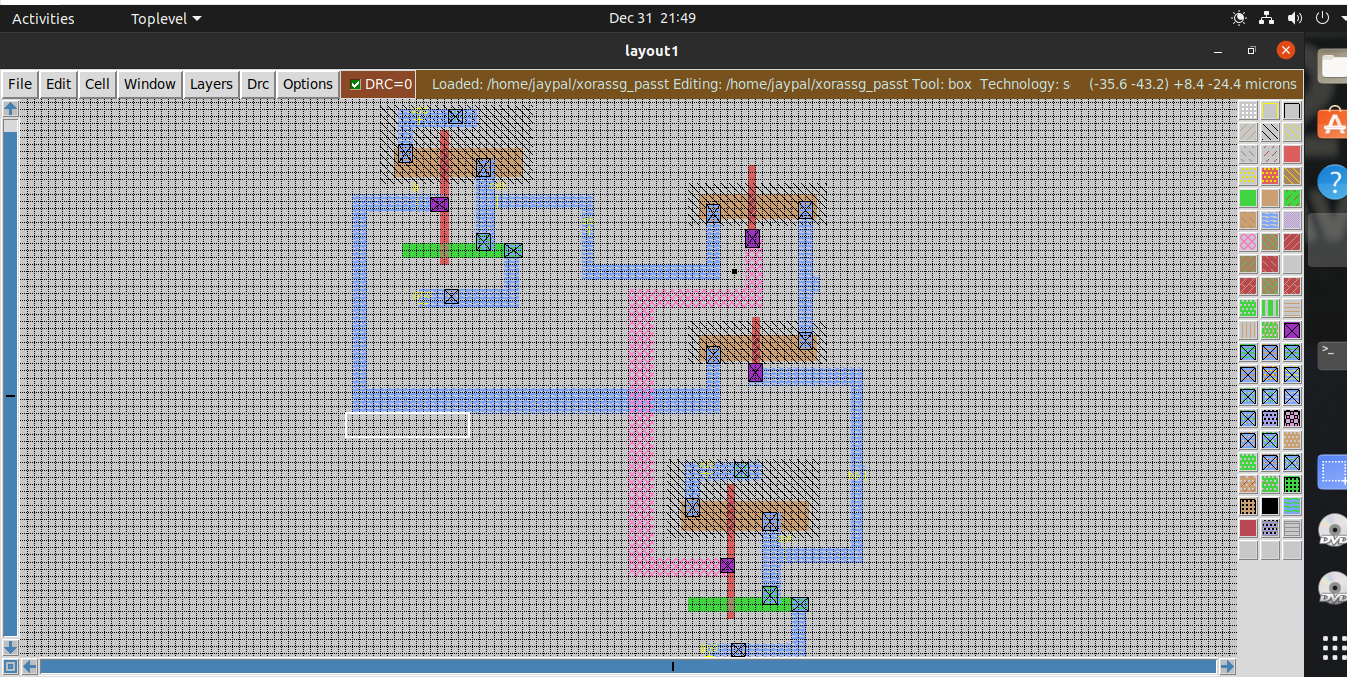 Activities Toplevel Dec 31 21:49
layout1
File Edit Cell Window Layers Drc Options DRC=0 Loaded: /home/jaypal/xorassg_passt Editing: /home/jaypal/xorassg_passt Tool: box Technology: s (-35.6 -43.2) +8.4 -24.4 microns
?
>_
DVD
DVD